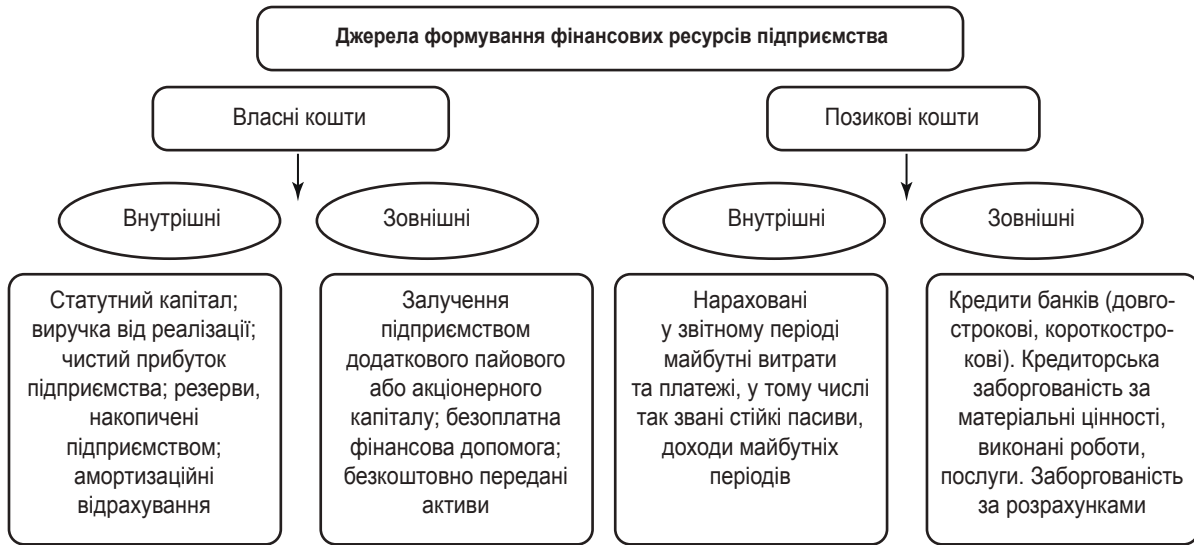 Джерела формування фінансових ресурсів підприємства
Власні кошти
Позикові кошти
Внутрішні
Зовнішні
Внутрішні
Зовнішні
Статутний капітал;
виручка від реалізації;
чистий прибуток
підприємства; резерви,
накопичені
підприємством;
амортизаційні
відрахування
Залучення
підприємством
додаткового пайового
або акціонерного
капіталу; безоплатна
фінансова допомога;
безкоштовно передані
активи
Нараховані
у звітному періоді
майбутні витрати
та платежі, у тому числі
так звані стійкі пасиви,
доходи майбутніх
періодів
Кредити банків (довго-
строкові, короткостро-
кові). Кредиторська
заборгованість за
матеріальні цінності,
виконані роботи,
послуги. Заборгованість
за розрахунками